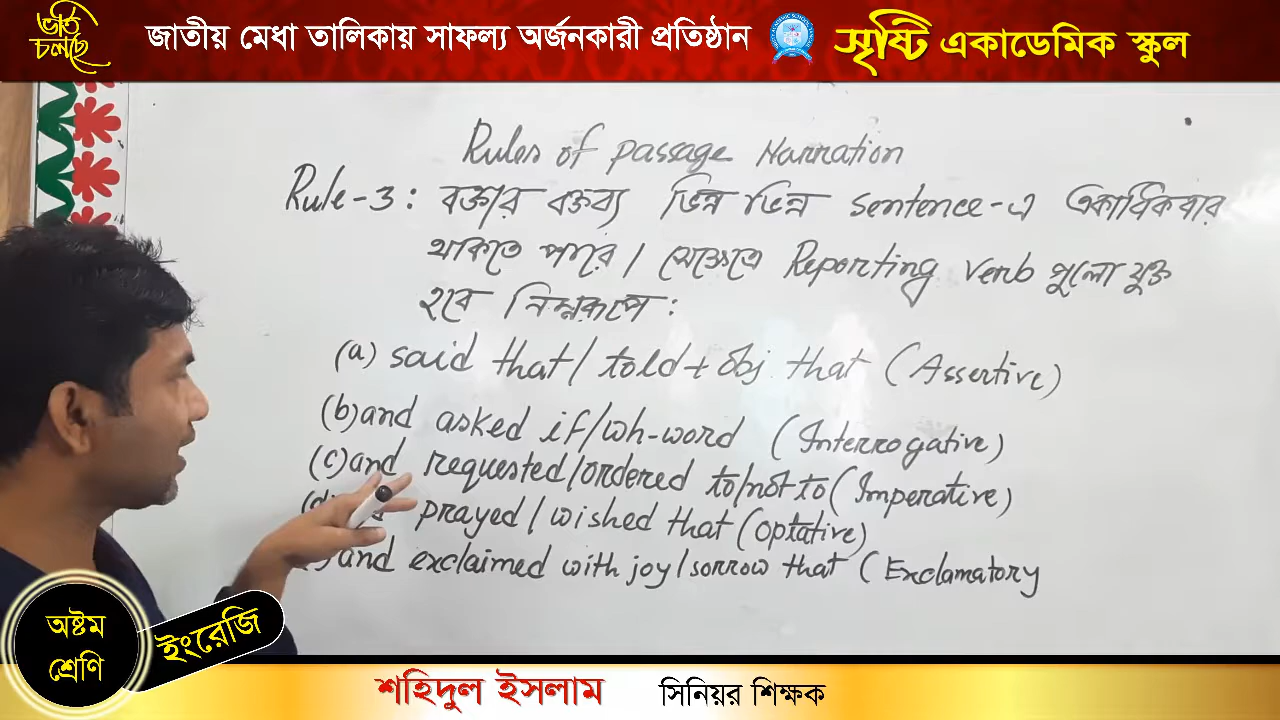 ভর্তি চলছে
জাতীয় মেধা তালিকায় সাফল্য অর্জনকারী প্রতিষ্ঠান
সৃষ্টি একাডেমিক স্কুল
Rules of passage Narration
Rule-3: বক্তার বক্তব্য ভিন্ন ভিন্ন sentence-এ একাধিকবার
থাকতে পারে। সেক্ষেত্রে Reporting verb গুলো যুক্ত
হবে নিম্নরূপে:
(a) said that/ told + obj that (Assertive)
(b) and asked if/wh-word (Interrogative)
(c) and requested/ordered to/not to (Imperative)
(d) prayed/wished that (optative)
and exclaimed with joy/sorrow that (Exclamatory
অষ্টম
শ্রেণি
ইংরেজি
শহিদুল ইসলাম সিনিয়র শিক্ষক